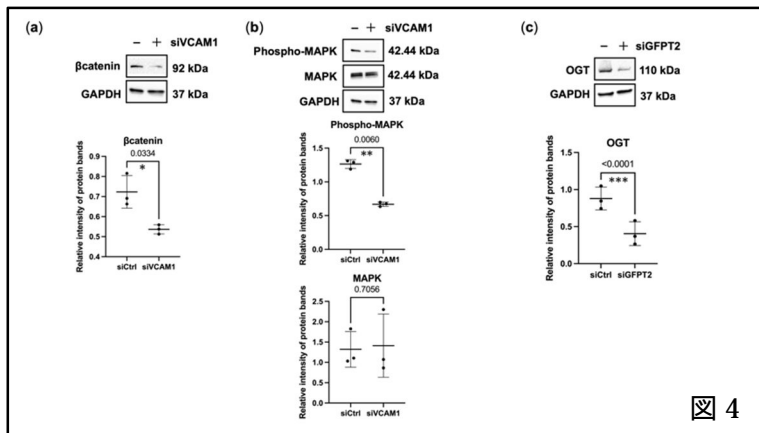 (a)
− + siVCAM1
βcatenin 92 kDa
GAPDH 37 kDa
βcatenin
0.0334
*
Relative intensity of protein bands
0.8
0.7
0.6
0.5
0.4
siCtrl siVCAM1
(b)
− + siVCAM1
Phospho-MAPK 42.44 kDa
MAPK 42.44 kDa
GAPDH 37 kDa
Phospho-MAPK
0.0060
**
Relative intensity of protein bands
1.5
1.0
0.5
0.0
siCtrl siVCAM1
MAPK
0.7056
Relative intensity of protein bands
2.5
2.0
1.5
1.0
0.5
0.0
siCtrl siVCAM1
(c)
− + siGFPT2
OGT 110 kDa
GAPDH 37 kDa
OGT
<0.0001
***
Relative intensity of protein bands
1.5
1.0
0.5
0.0
siCtrl siGFPT2
図 4